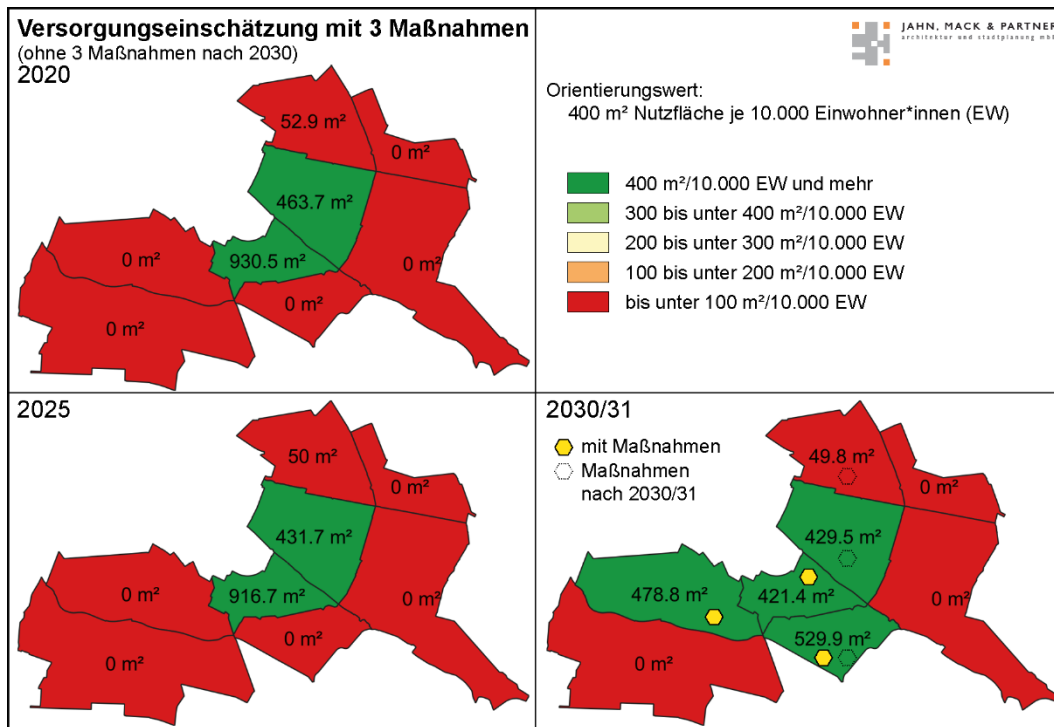 Versorgungseinschätzung mit 3 Maßnahmen
(ohne 3 Maßnahmen nach 2030)
2020
52.9 m²
0 m²
463.7 m²
0 m²
930.5 m²
0 m²
0 m²
0 m²
JAHN, MACK & PARTNER
architektur und stadtplanung mbB
Orientierungswert:
400 m² Nutzfläche je 10.000 Einwohner*innen (EW)
400 m²/10.000 EW und mehr
300 bis unter 400 m²/10.000 EW
200 bis unter 300 m²/10.000 EW
100 bis unter 200 m²/10.000 EW
bis unter 100 m²/10.000 EW
2025
50 m²
0 m²
431.7 m²
0 m²
916.7 m²
0 m²
0 m²
0 m²
2030/31
mit Maßnahmen
Maßnahmen
nach 2030/31
49.8 m²
0 m²
429.5 m²
478.8 m²
421.4 m²
0 m²
529.9 m²
0 m²